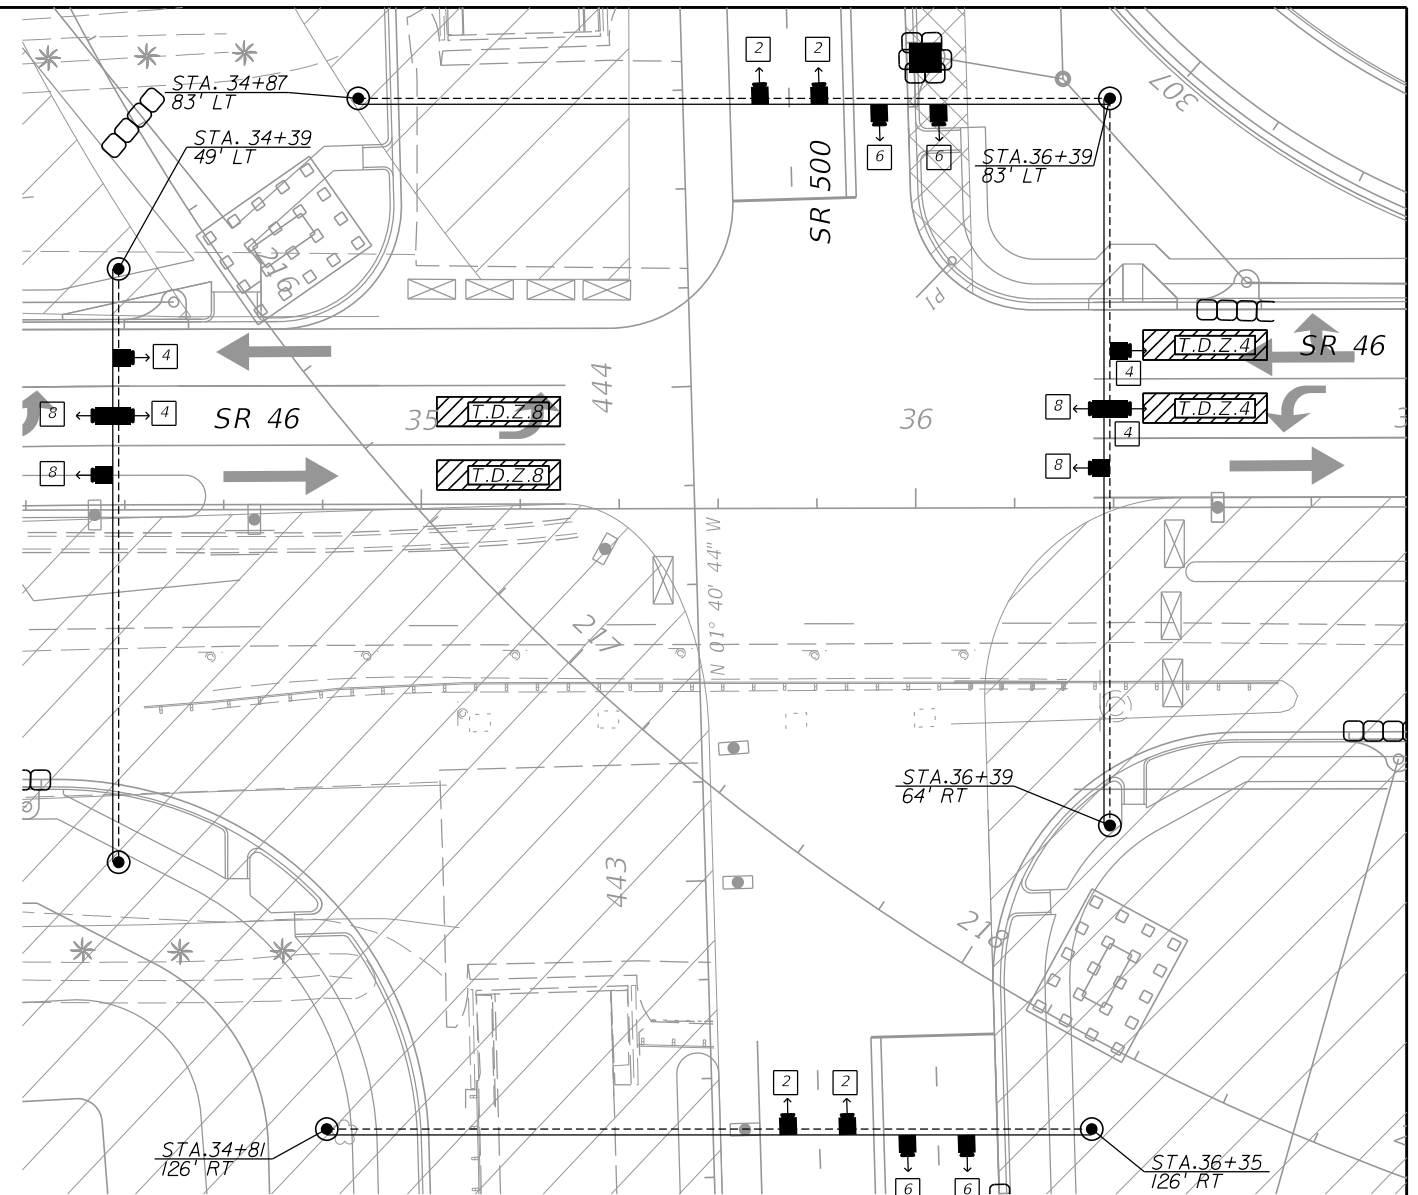 2
2
STA. 34+87
83' LT
307
STA. 34+39
49' LT
6
6
STA.36+39
83' LT
SR 500
216
PI
4
T.D.Z.4
SR 46
4
444
8
4
SR 46
35
T.D.Z.8
36
8
T.D.Z.4
4
8
T.D.Z.8
8
N 01° 40' 44" W
217
STA.36+39
64' RT
443
218
2
2
STA.34+81
126' RT
STA.36+35
126' RT
6
6